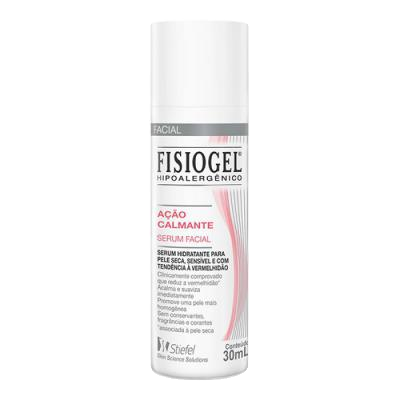 FACIAL
FISIOGEL®
HIPOALERGÊNICO
AÇÃO
CALMANTE
SERUM FACIAL
SERUM HIDRATANTE PARA
PELE SECA, SENSÍVEL E COM
TENDÊNCIA À VERMELHIDÃO
Clinicamente comprovado
que reduz a vermelhidão*
Acalma e suaviza
imediatamente
Promove uma pele mais
homogênea
Sem conservantes,
fragrâncias e corantes
*associada à pele seca
Stiefel
Skin Science Solutions
Conteúdo
30mL